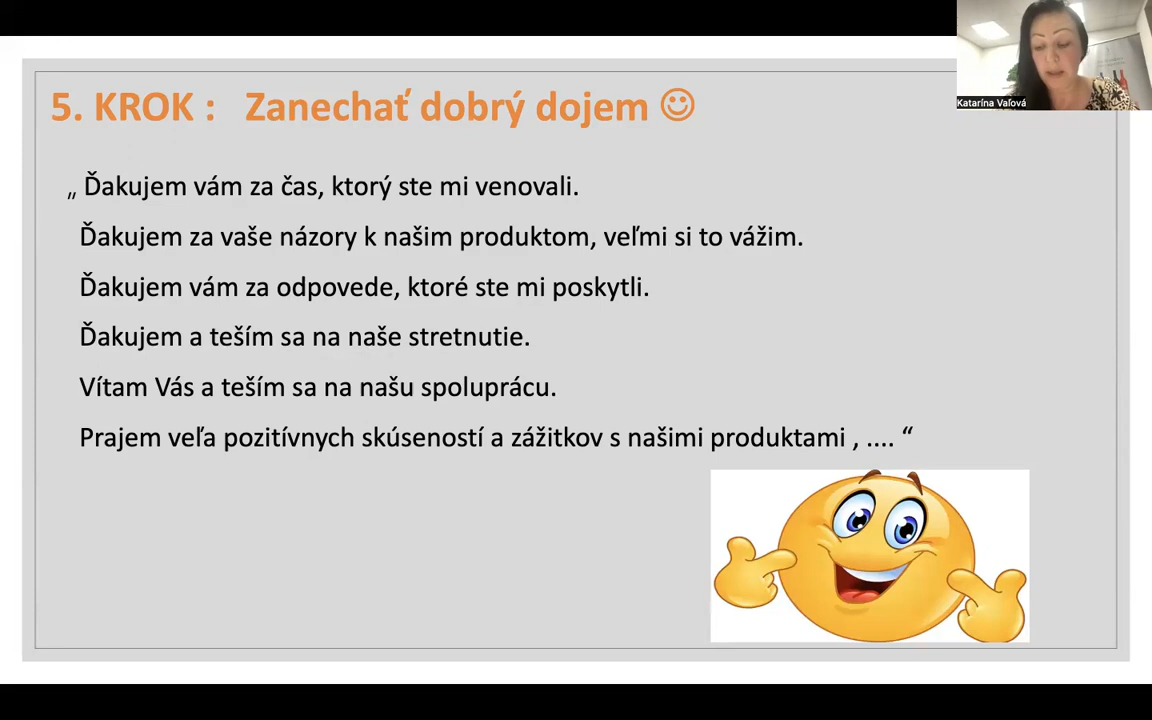 5. KROK : Zanechať dobrý dojem ☺
Katarína Vaľová
„ Ďakujem vám za čas, ktorý ste mi venovali.
Ďakujem za vaše názory k našim produktom, veľmi si to vážim.
Ďakujem vám za odpovede, ktoré ste mi poskytli.
Ďakujem a teším sa na naše stretnutie.
Vítam Vás a teším sa na našu spoluprácu.
Prajem veľa pozitívnych skúseností a zážitkov s našimi produktami , .... “